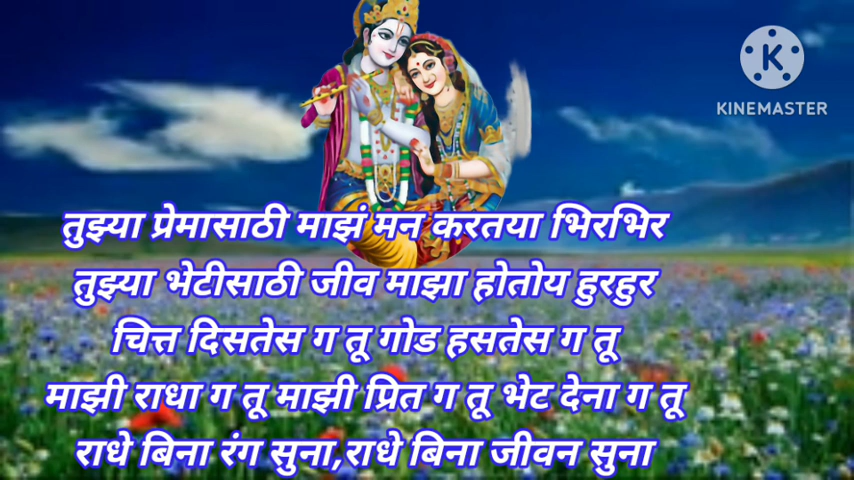 KINEMASTER
तुझ्या प्रेमासाठी माझं मन करतया भिरभिर
तुझ्या भेटीसाठी जीव माझा होतोय हुरहुर
चित्त दिसतेस ग तू गोड हसतेस ग तू
माझी राधा ग तू माझी प्रित ग तू भेट देना ग तू
राधे बिना रंग सुना,राधे बिना जीवन सुना